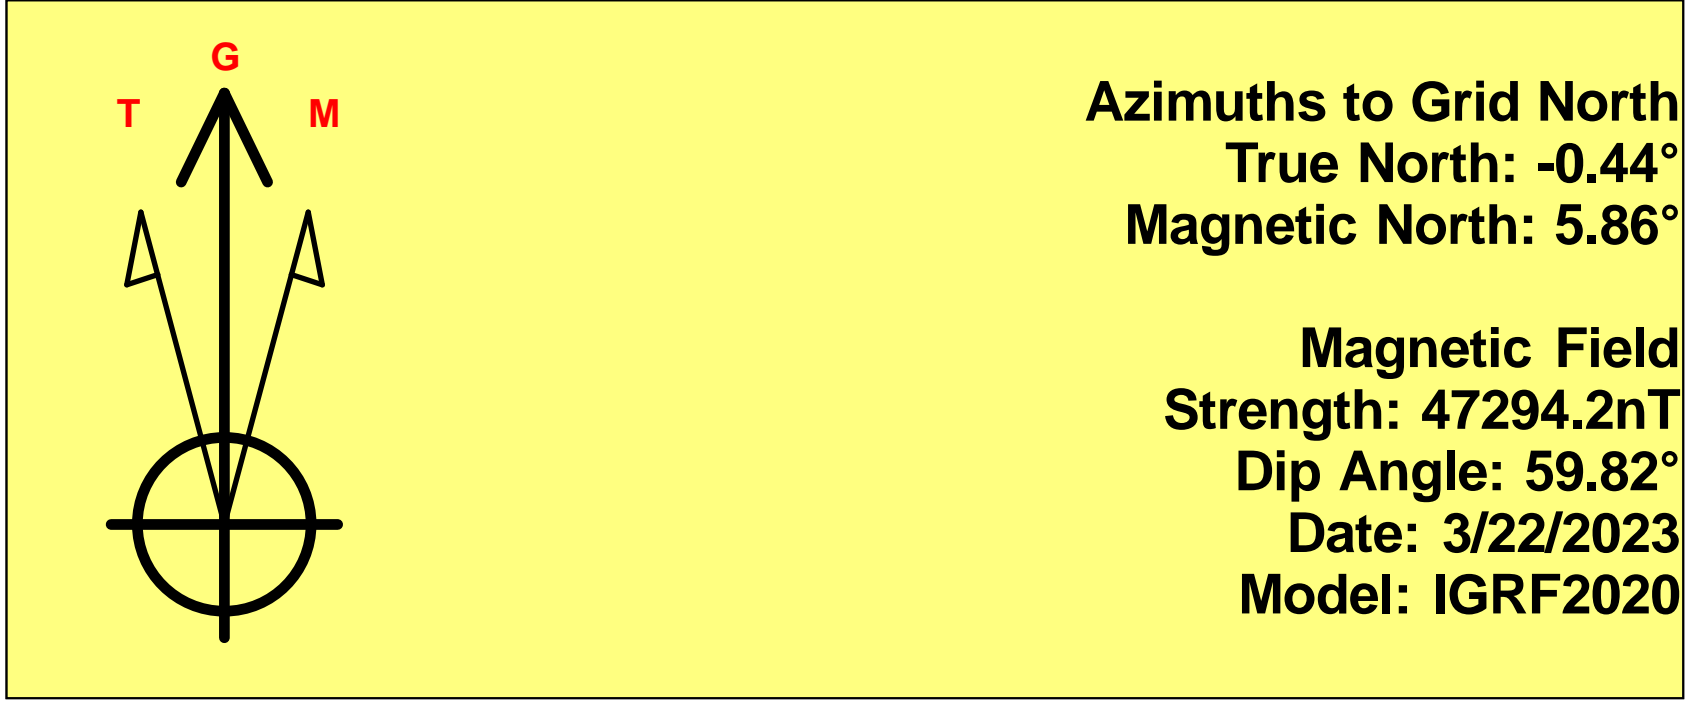 G
T M
Azimuths to Grid North
True North: -0.44°
Magnetic North: 5.86°
Magnetic Field
Strength: 47294.2nT
Dip Angle: 59.82°
Date: 3/22/2023
Model: IGRF2020